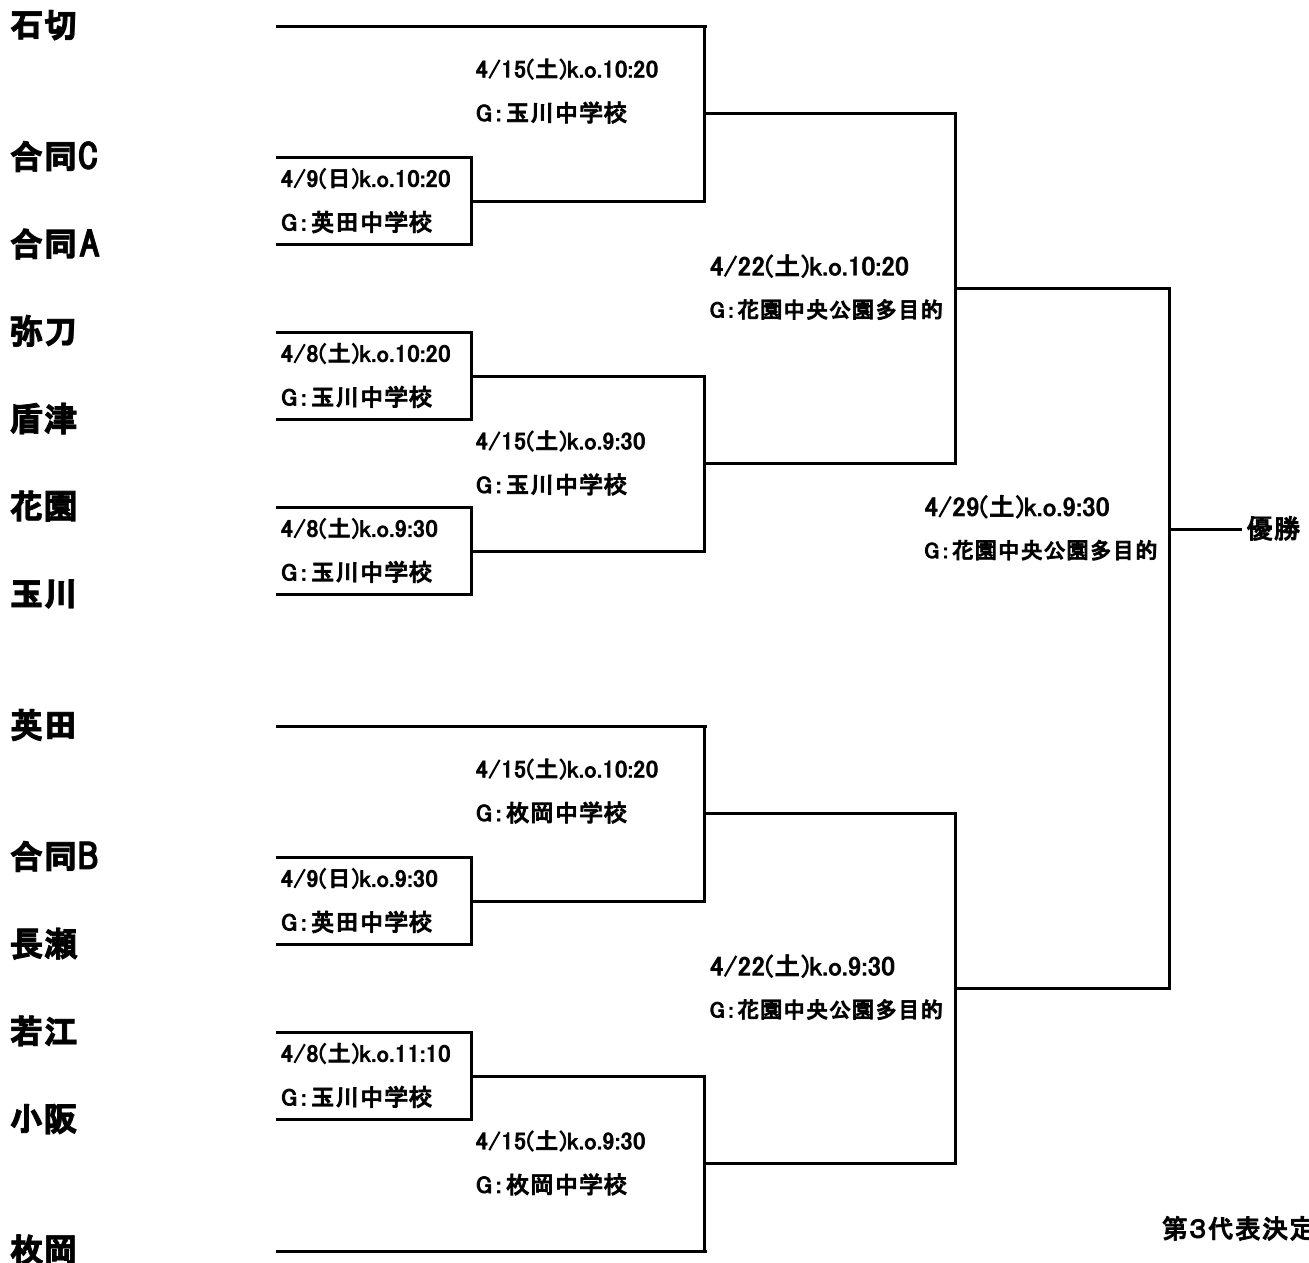 石切
4/15(土)k.o.10:20
G:玉川中学校
合同C
4/9(日)k.o.10:20
G:英田中学校
合同A
4/22(土)k.o.10:20
G:花園中央公園多目的
弥刀
4/8(土)k.o.10:20
G:玉川中学校
盾津
4/15(土)k.o.9:30
G:玉川中学校
花園
4/8(土)k.o.9:30
G:玉川中学校
玉川
4/29(土)k.o.9:30
G:花園中央公園多目的
優勝
英田
4/15(土)k.o.10:20
G:枚岡中学校
合同B
4/9(日)k.o.9:30
G:英田中学校
長瀬
4/22(土)k.o.9:30
G:花園中央公園多目的
若江
4/8(土)k.o.11:10
G:玉川中学校
小阪
4/15(土)k.o.9:30
G:枚岡中学校
第3代表決定
枚岡